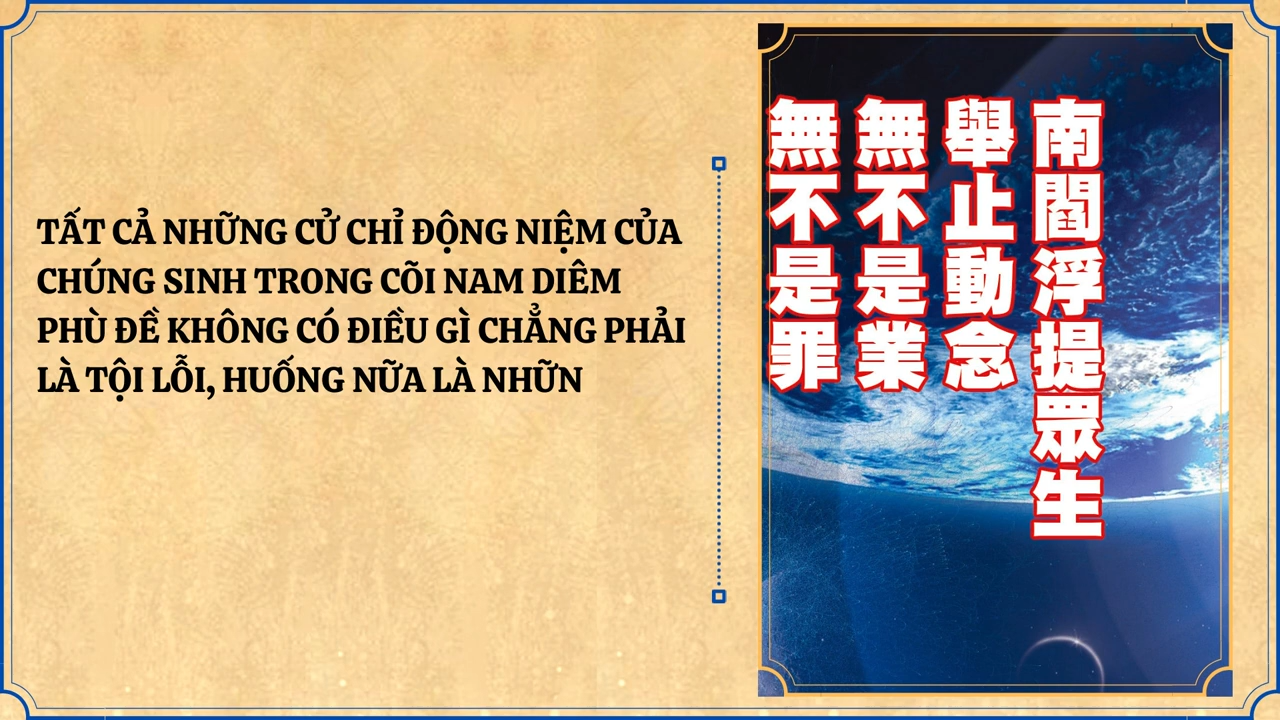 TẤT CẢ NHỮNG CỬ CHỈ ĐỘNG NIỆM CỦA
CHÚNG SINH TRONG CÕI NAM DIÊM
PHÙ ĐỀ KHÔNG CÓ ĐIỀU GÌ CHẲNG PHẢI
LÀ TỘI LỖI, HUỐNG NỮA LÀ NHỮN
南閻浮提眾生
舉止動念
無不是業
無不是罪